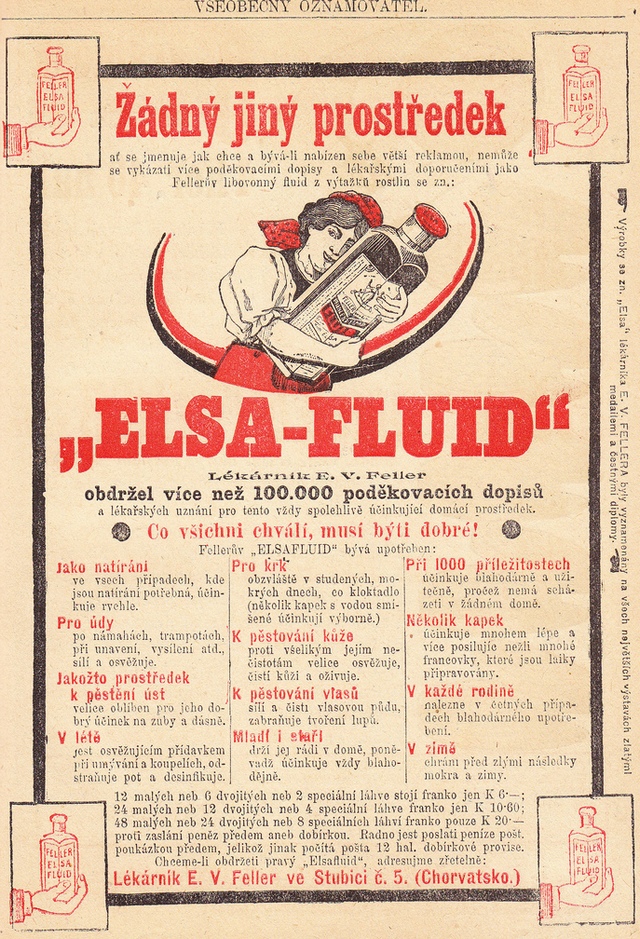 VŠEOBECNÝ OZNAMOVATEL.
FELLER
ELSA
FLUID
FELLER
ELSA
FLUID
Žádný jiný prostředek
ať se jmenuje jak chce a bývá-li nabízen sebe větší reklamou, nemůže
se vykázati více poděkovacími dopisy a lékařskými doporučeními jako
Fellerův libovonný fluid z výtažků rostlin se zn.:
„ELSA-FLUID“
Lékárník E. V. Feller
obdržel více než 100.000 poděkovacích dopisů
a lékařských uznání pro tento vždy spolehlivě účinkující domácí prostředek.
Co všichni chválí, musí býti dobré!
Fellerův „ELSAFLUID“ bývá upotřeben:
Jako natírání
ve všech případech, kde
jsou natírání potřebná, účin-
kuje rychle.
Pro údy
po námahách, trampotách,
při unavení, vysílení atd.,
sílí a osvěžuje.
Jakožto prostředek
k pěstění úst
velice oblíben pro jeho do-
brý účinek na zuby a dásně.
V létě
jest osvěžujícím přídavkem
při umývání a koupelích, od-
straňuje pot a desinfikuje.
Pro krk
obzvláště v studených, mo-
krých dnech, co kloktadlo
(několik kapek s vodou smí-
šené účinkují výborně.)
K pěstování kůže
proti všelikým jejím ne-
čistotám velice osvěžuje,
čistí kůži a oživuje.
K pěstování vlasů
sílí a čistí vlasovou půdu,
zabraňuje tvoření lupů.
Mladí i staří
drží jej rádi v domě, poně-
vadž účinkuje vždy blaho-
dějně.
Při 1000 příležitostech
účinkuje blahodárně a uži-
tečně, pročež nemá schá-
zeti v žádném domě.
Několik kapek
účinkuje mnohem lépe a
více posiluje nežli mnohé
francovky, které jsou laiky
připravovány.
V každé rodině
nalezne v četných přípa-
dech blahodárného upotře-
bení.
V zimě
chrání před zlými následky
mokra a zimy.
12 malých neb 6 dvojitých neb 2 speciální láhve stojí franko jen K 6·—;
24 malých neb 12 dvojitých neb 4 speciální láhve franko jen K 10·60;
48 malých neb 24 dvojitých neb 8 speciálních láhví franko pouze K 20·—
proti zaslání peněz předem aneb dobírkou. Radno jest poslati peníze pošt.
poukázkou předem, jelikož jinak počítá pošta 12 hal. dobírkové provise.
Chceme-li obdržeti pravý „Elsafluid“, adresujme zřetelně:
Lékárník E. V. Feller ve Stubici č. 5. (Chorvatsko.)
FELLER
ELSA
FLUID
FELLER
ELSA
FLUID
Výrobky se zn. „Elsa“ lékárníka E. V. FELLERA byly vyznamenány na všech největších výstavách zlatými
medailemi a čestnými diplomy.